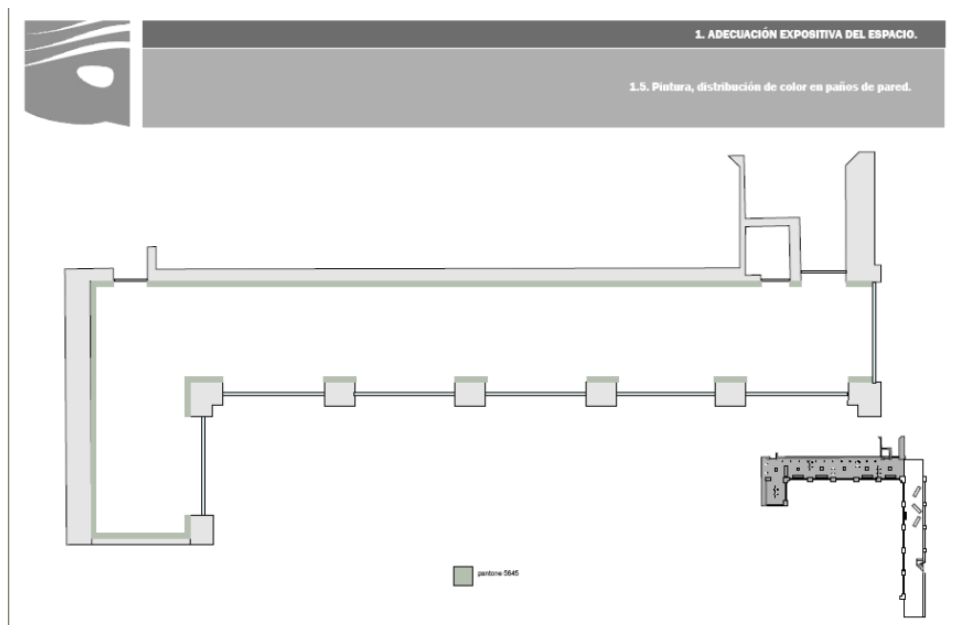 1. ADECUACIÓN EXPOSITIVA DEL ESPACIO.
1.5. Pintura, distribución de color en paños de pared.
pantone 5645